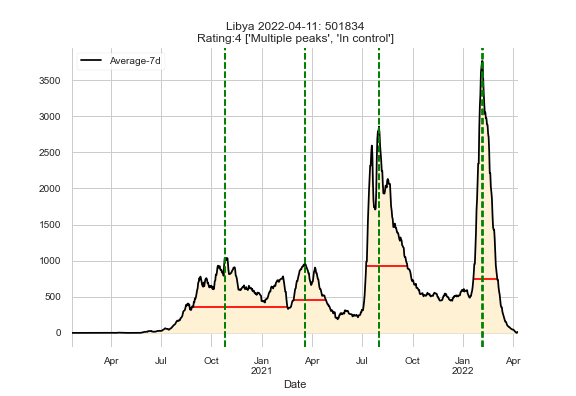 Libya 2022-04-11: 501834
Rating:4 ['Multiple peaks', 'In control']
Average-7d
3500
3000
2500
2000
1500
1000
500
0
Apr Jul Oct Jan Apr Jul Oct Jan Apr
2021 2022
Date